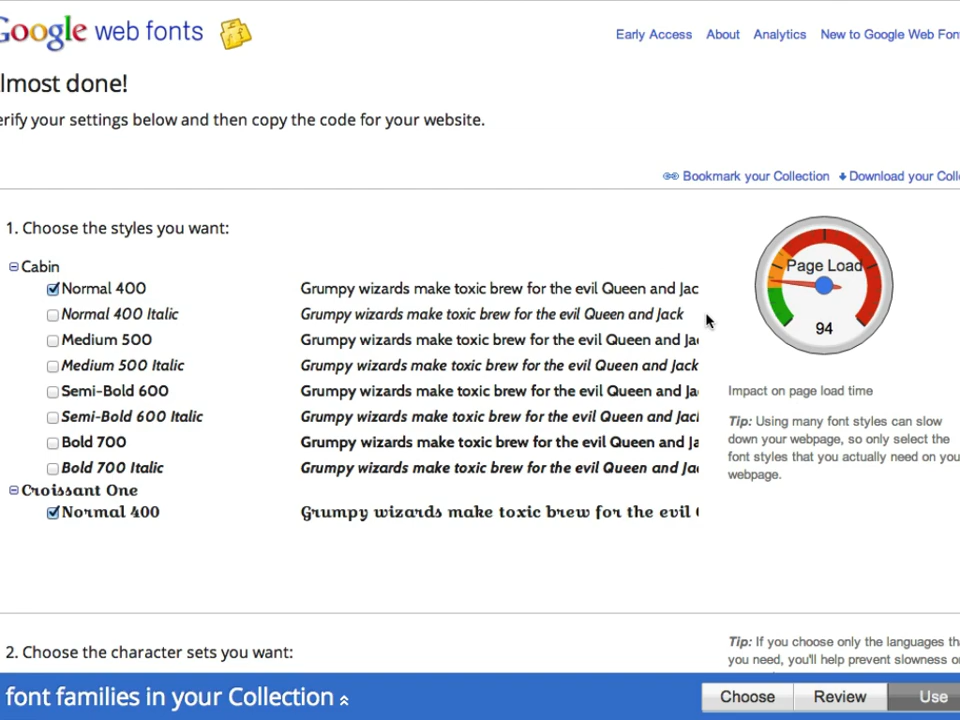 Google web fonts
Early Access About Analytics New to Google Web Fon
lmost done!
erify your settings below and then copy the code for your website.
Bookmark your Collection Download your Colle
1. Choose the styles you want:
Cabin
Normal 400 Grumpy wizards make toxic brew for the evil Queen and Jac
Normal 400 Italic Grumpy wizards make toxic brew for the evil Queen and Jack
Medium 500 Grumpy wizards make toxic brew for the evil Queen and Ja
Medium 500 Italic Grumpy wizards make toxic brew for the evil Queen and Jack
Semi-Bold 600 Grumpy wizards make toxic brew for the evil Queen and Ja
Semi-Bold 600 Italic Grumpy wizards make toxic brew for the evil Queen and Jac
Bold 700 Grumpy wizards make toxic brew for the evil Queen and Ja
Bold 700 Italic Grumpy wizards make toxic brew for the evil Queen and Ja
Croissant One
Normal 400 Grumpy wizards make toxic brew for the evil
Page Load
94
Impact on page load time
Tip: Using many font styles can slow
down your webpage, so only select the
font styles that you actually need on you
webpage.
2. Choose the character sets you want:
Tip: If you choose only the languages tha
you need, you'll help prevent slowness o
font families in your Collection
Choose Review Use